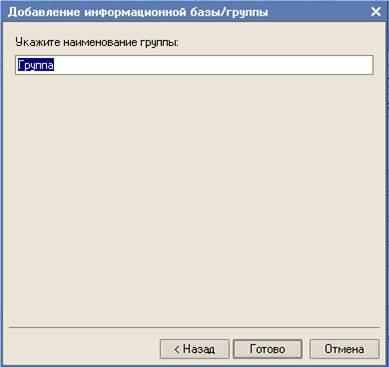 Добавление информационной базы/группы
Укажите наименование группы:
Группа
< Назад Готово Отмена